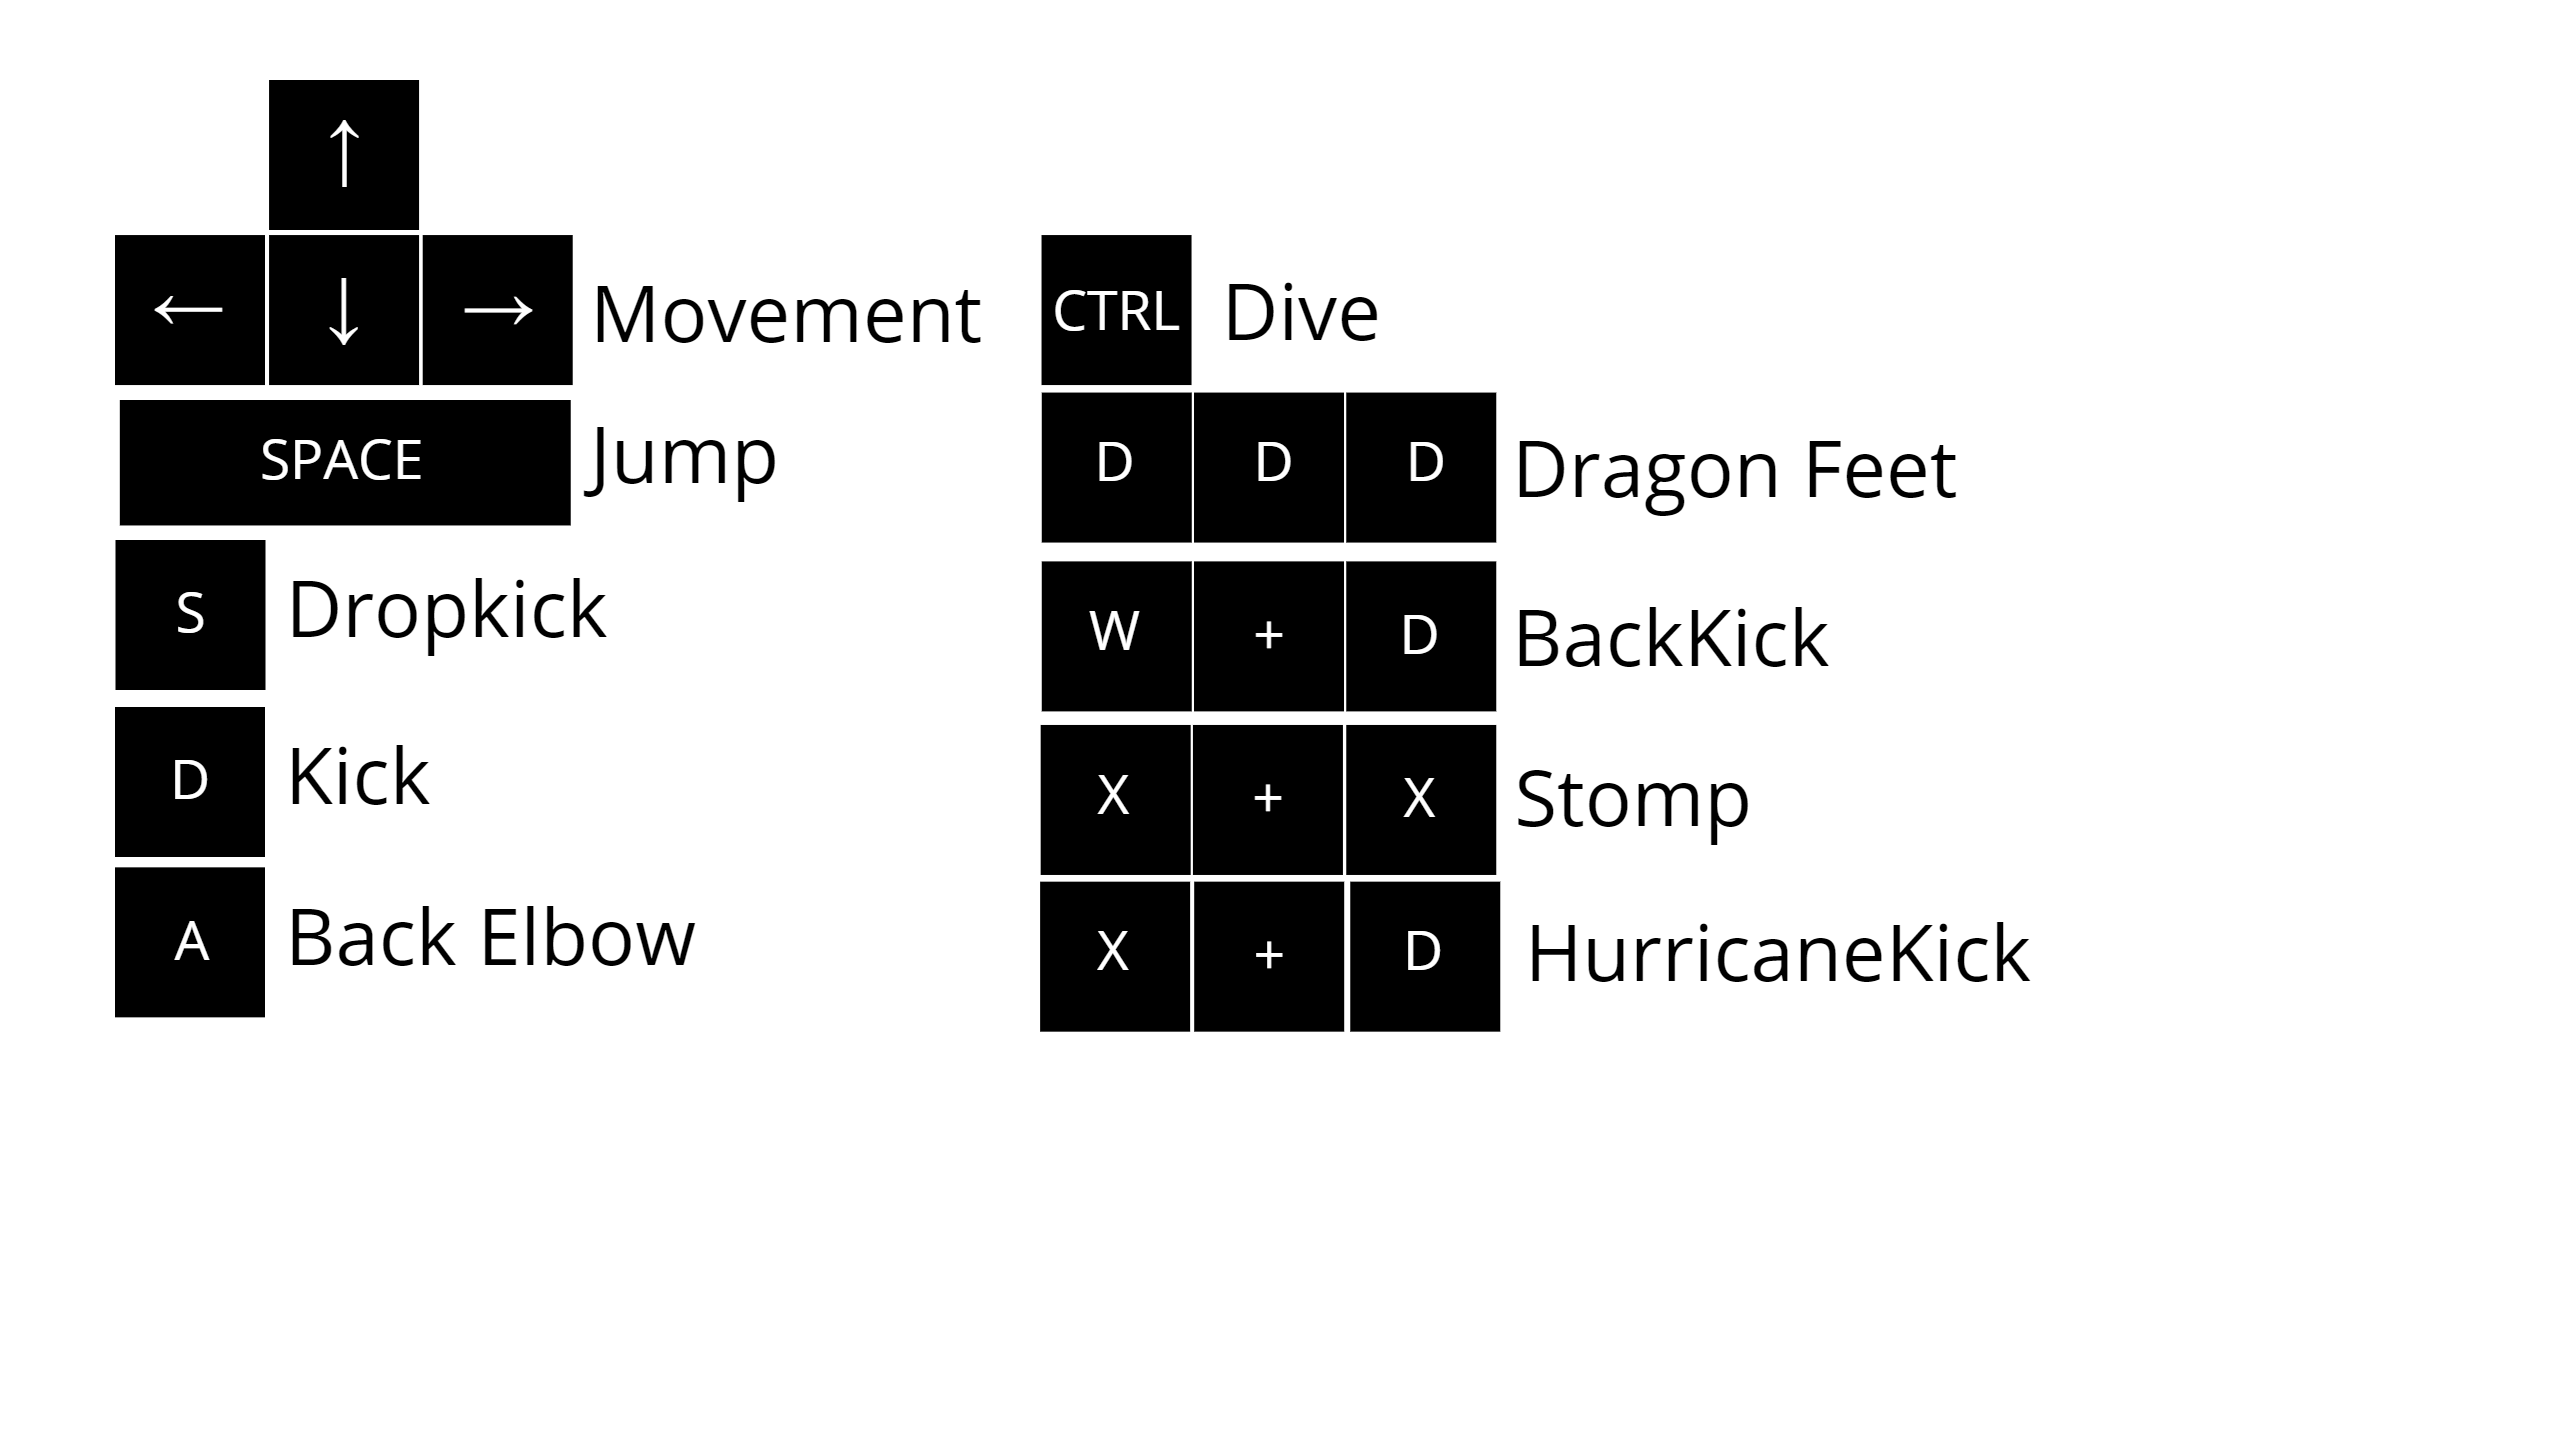 ↑
← ↓ → Movement
SPACE Jump
S Dropkick
D Kick
A Back Elbow
CTRL Dive
D D D Dragon Feet
W + D BackKick
X + X Stomp
X + D HurricaneKick